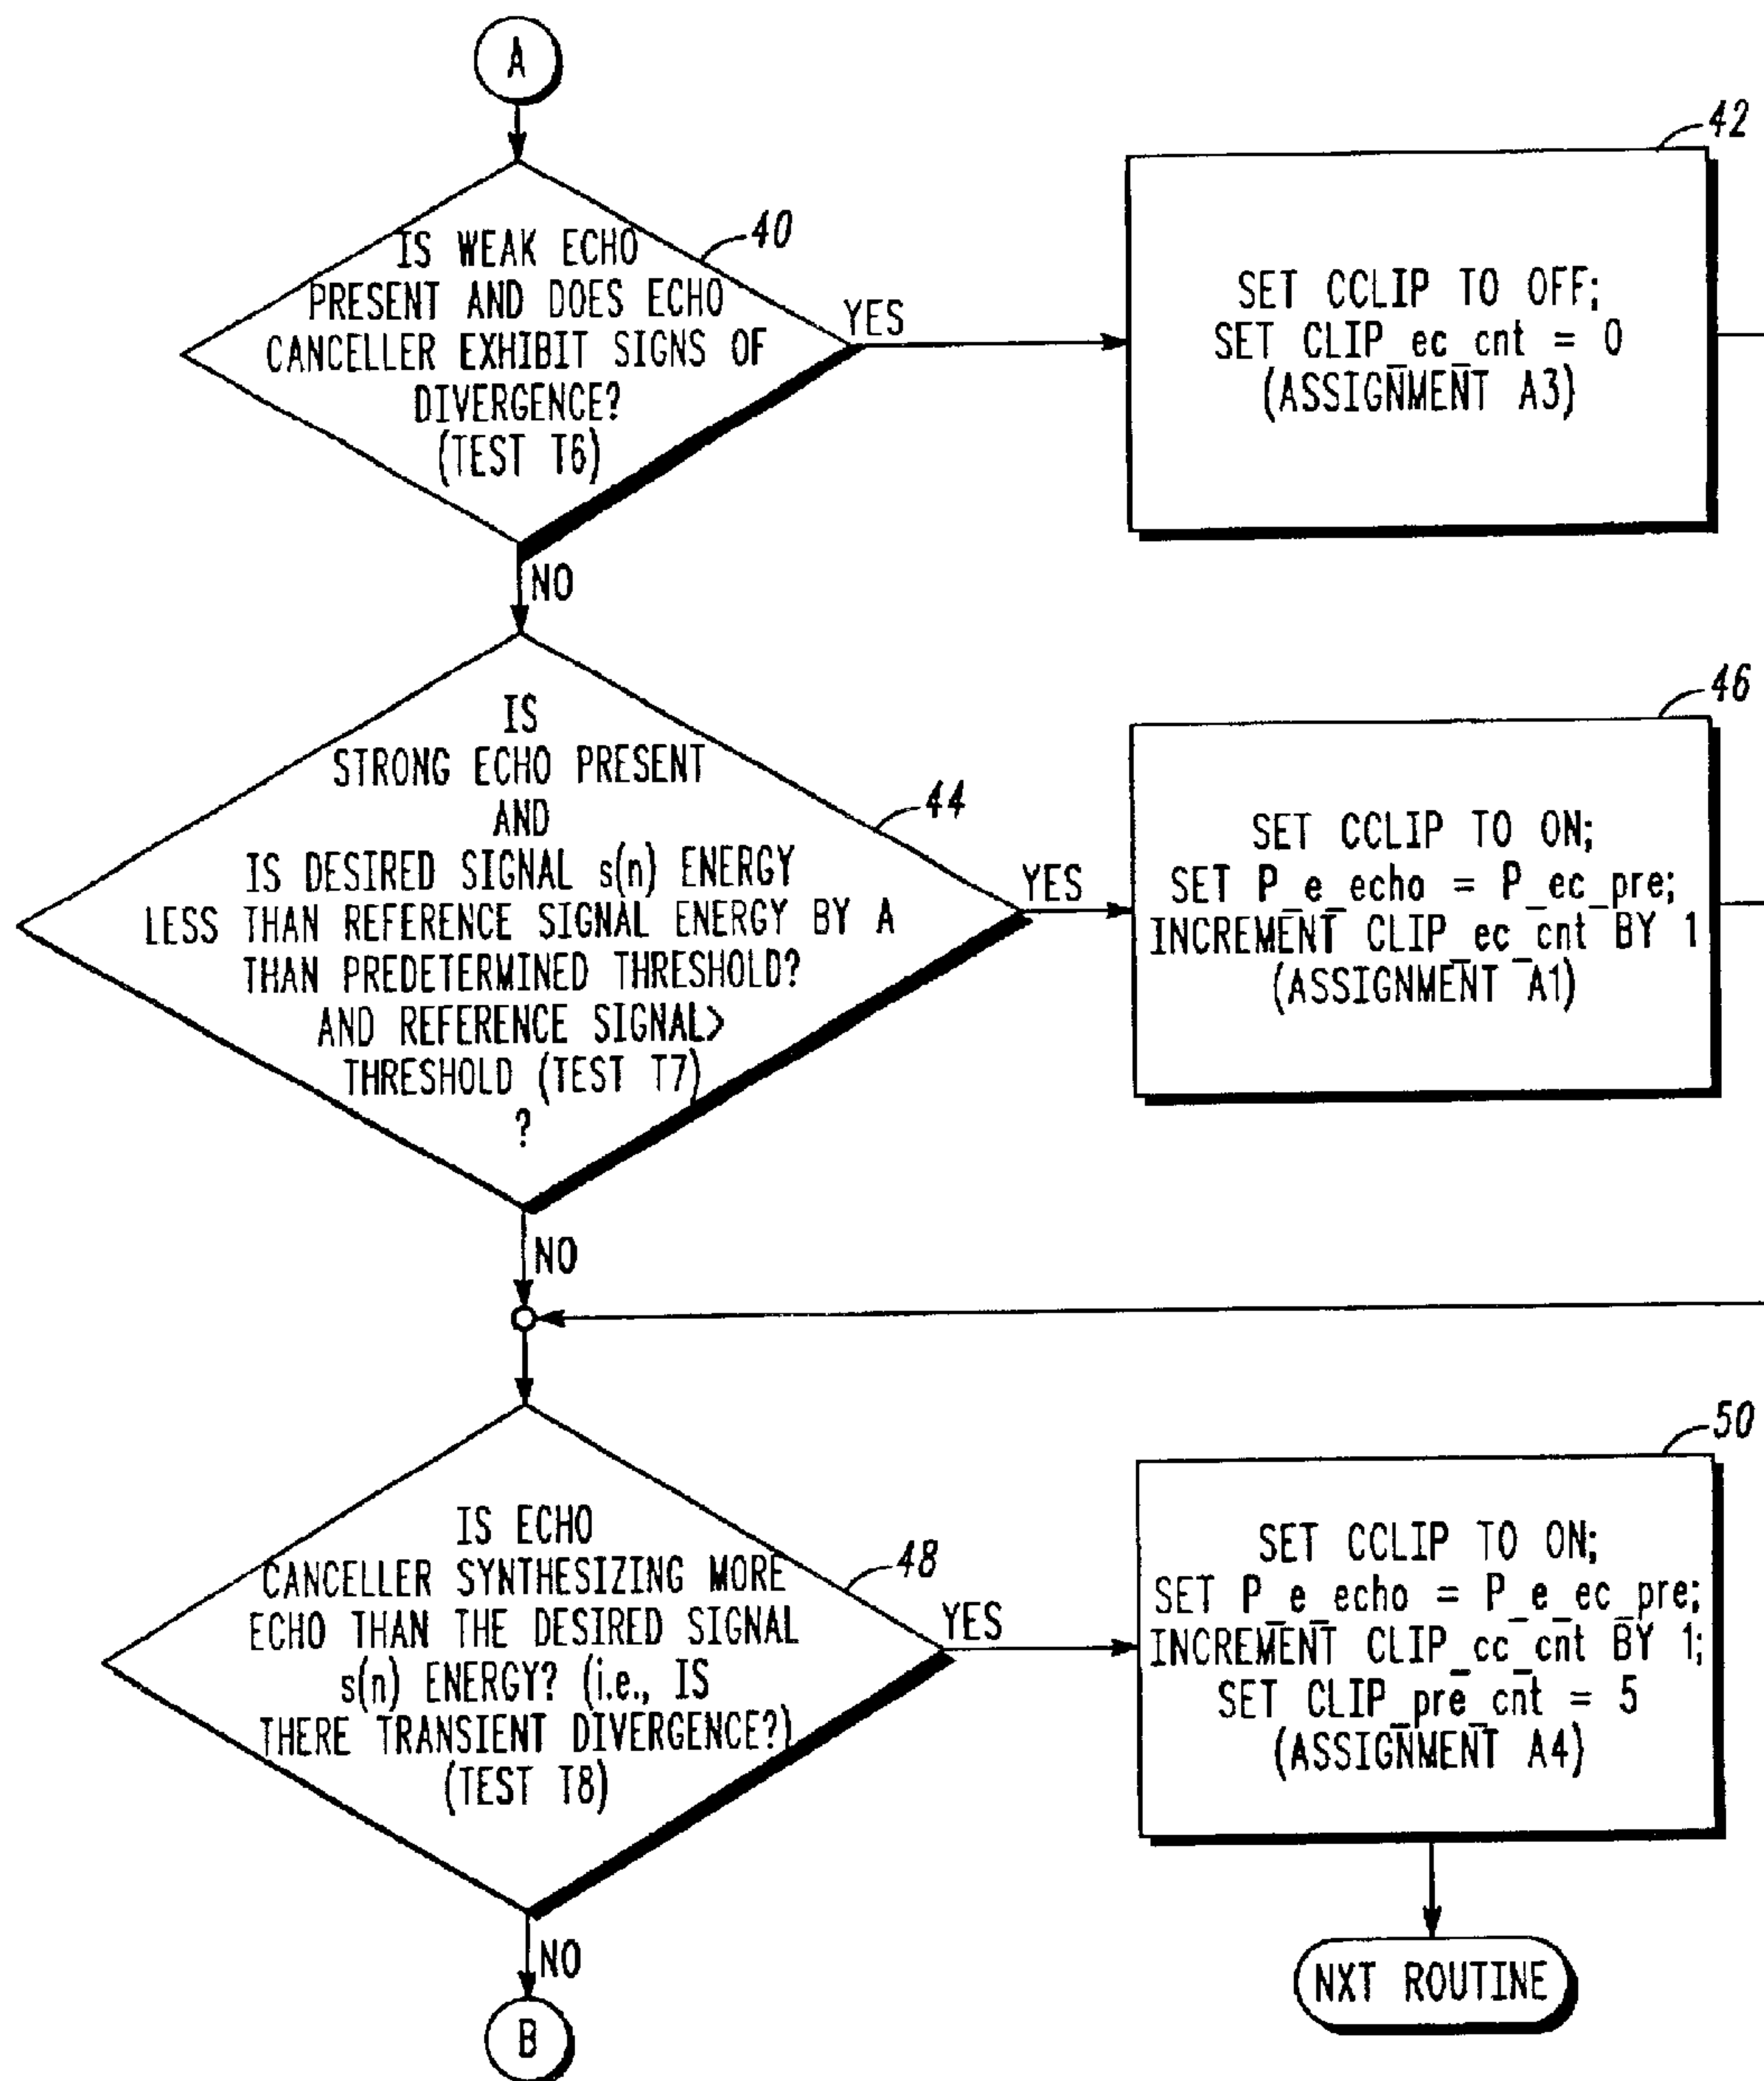 A
IS WEAK ECHO
PRESENT AND DOES ECHO
CANCELLER EXHIBIT SIGNS OF
DIVERGENCE?
(TEST T6)
40
YES
NO
42
SET CCLIP TO OFF;
SET CLIP_ec_cnt = 0
(ASSIGNMENT A3)
IS
STRONG ECHO PRESENT
AND
IS DESIRED SIGNAL s(n) ENERGY
LESS THAN REFERENCE SIGNAL ENERGY BY A
THAN PREDETERMINED THRESHOLD?
AND REFERENCE SIGNAL>
THRESHOLD (TEST T7)
?
44
YES
NO
46
SET CCLIP TO ON;
SET P_e_echo = P_ec_pre;
INCREMENT CLIP_ec_cnt BY 1
(ASSIGNMENT A1)
IS ECHO
CANCELLER SYNTHESIZING MORE
ECHO THAN THE DESIRED SIGNAL
s(n) ENERGY? (i.e., IS
THERE TRANSIENT DIVERGENCE?)
(TEST T8)
48
YES
NO
50
SET CCLIP TO ON;
SET P_e_echo = P_e_ec_pre;
INCREMENT CLIP_cc_cnt BY 1;
SET CLIP_pre_cnt = 5
(ASSIGNMENT A4)
NXT ROUTINE
B